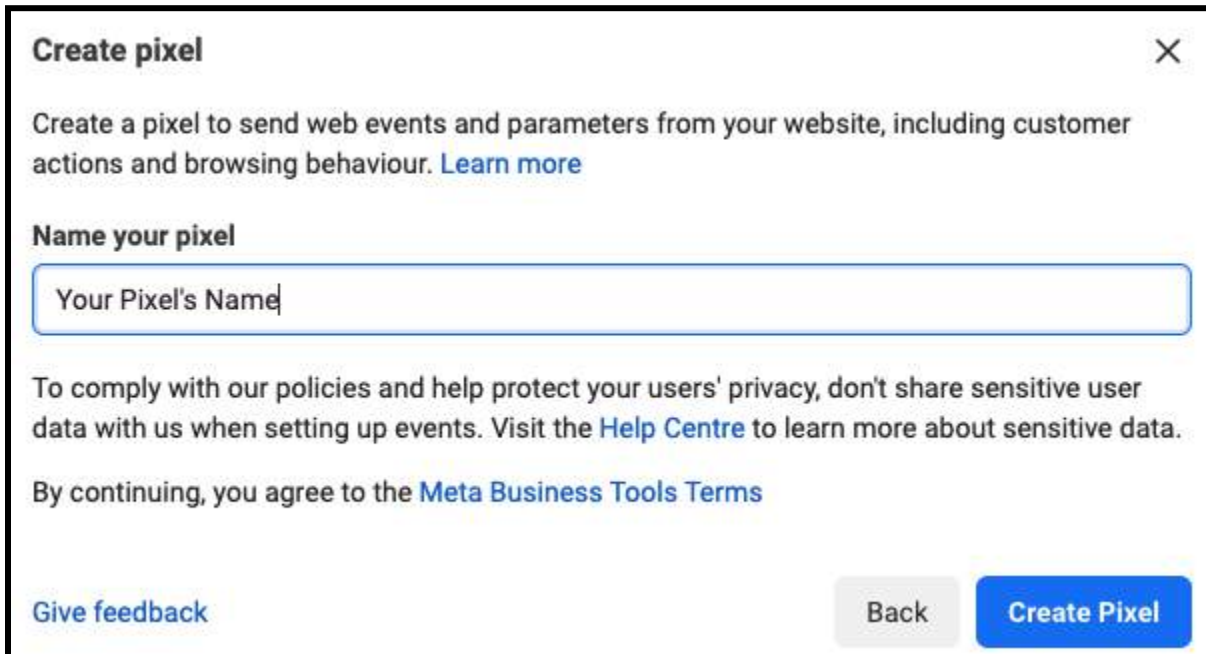 Create pixel
Create a pixel to send web events and parameters from your website, including customer
actions and browsing behaviour. Learn more
Name your pixel
Your Pixel's Name
To comply with our policies and help protect your users' privacy, don't share sensitive user
data with us when setting up events. Visit the Help Centre to learn more about sensitive data.
By continuing, you agree to the Meta Business Tools Terms
Give feedback
Back
Create Pixel